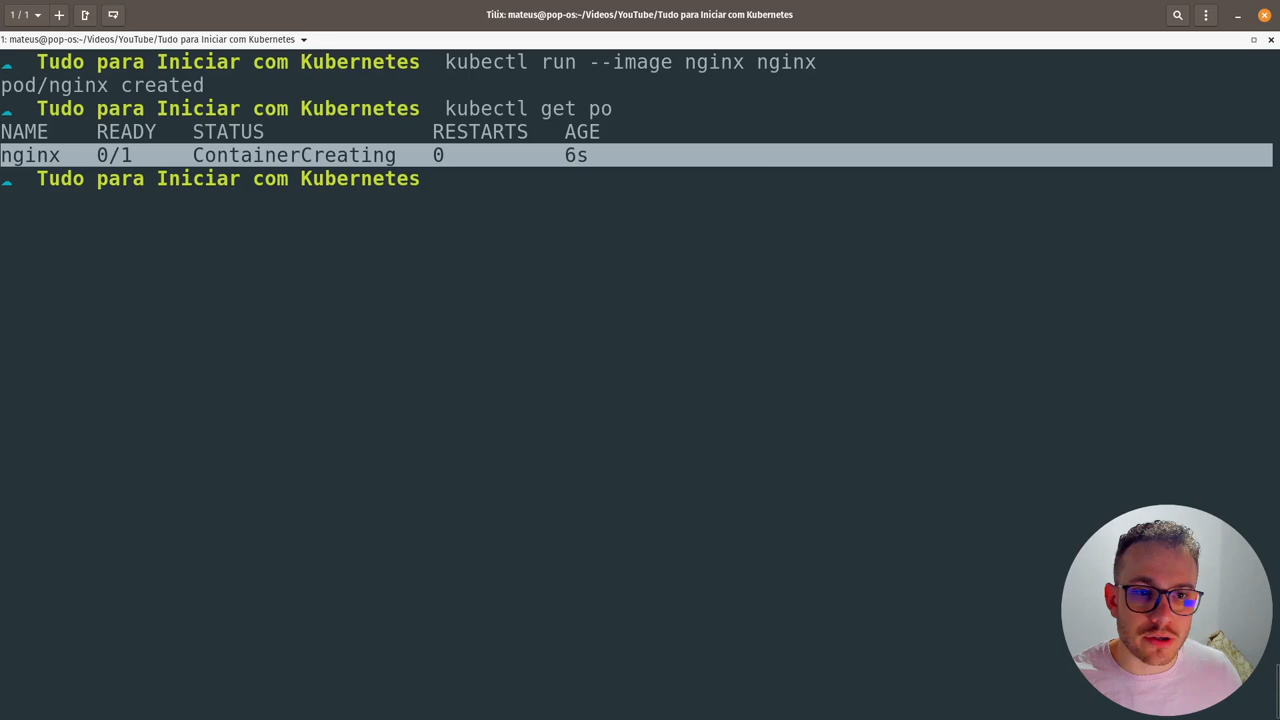 1 / 1
Tilix: mateus@pop-os:~/Videos/YouTube/Tudo para Iniciar com Kubernetes
1: mateus@pop-os:~/Videos/YouTube/Tudo para Iniciar com Kubernetes
Tudo para Iniciar com Kubernetes kubectl run --image nginx nginx
pod/nginx created
Tudo para Iniciar com Kubernetes kubectl get po
NAME READY STATUS RESTARTS AGE
nginx 0/1 ContainerCreating 0 6s
Tudo para Iniciar com Kubernetes